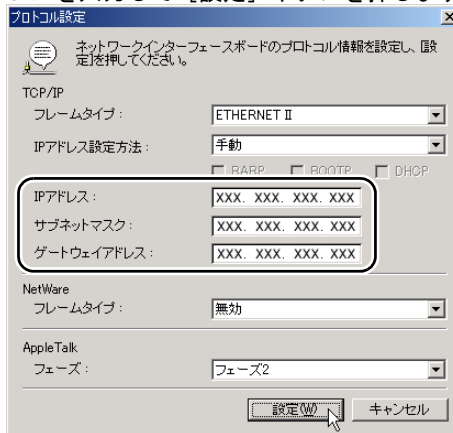 プロトコル設定
ネットワークインターフェースボードのプロトコル情報を設定し、[設
定]を押してください。
TCP/IP
フレームタイプ : ETHERNET II
IPアドレス設定方法 : 手動
RARP BOOTP DHCP
IPアドレス : XXX. XXX. XXX. XXX
サブネットマスク : XXX. XXX. XXX. XXX
ゲートウェイアドレス : XXX. XXX. XXX. XXX
NetWare
フレームタイプ : 無効
AppleTalk
フェーズ : フェーズ2
設定(W) キャンセル